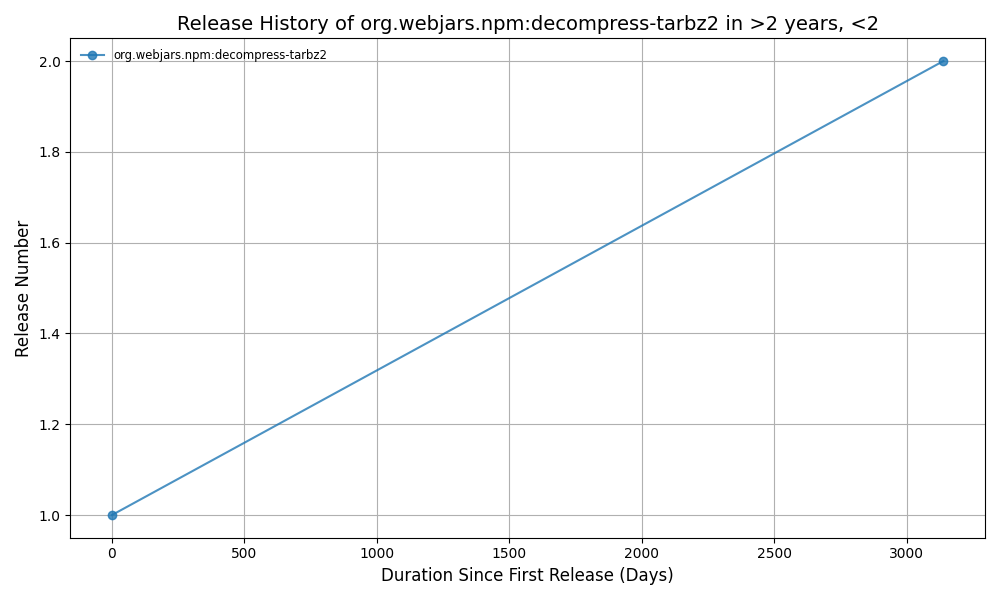 Release History of org.webjars.npm:decompress-tarbz2 in >2 years, <2
org.webjars.npm:decompress-tarbz2
Release Number
2.0
1.8
1.6
1.4
1.2
1.0
0 500 1000 1500 2000 2500 3000
Duration Since First Release (Days)